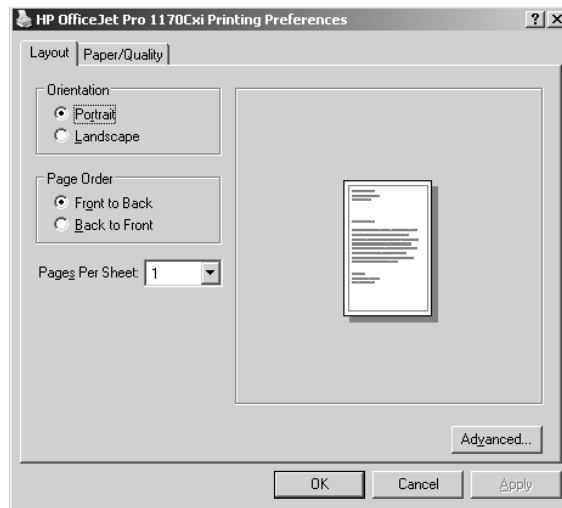 HP OfficeJet Pro 1170Cxi Printing Preferences
Layout
Paper/Quality
Orientation
Portrait
Landscape
Page Order
Front to Back
Back to Front
Pages Per Sheet: 1
Advanced...
OK
Cancel
Apply